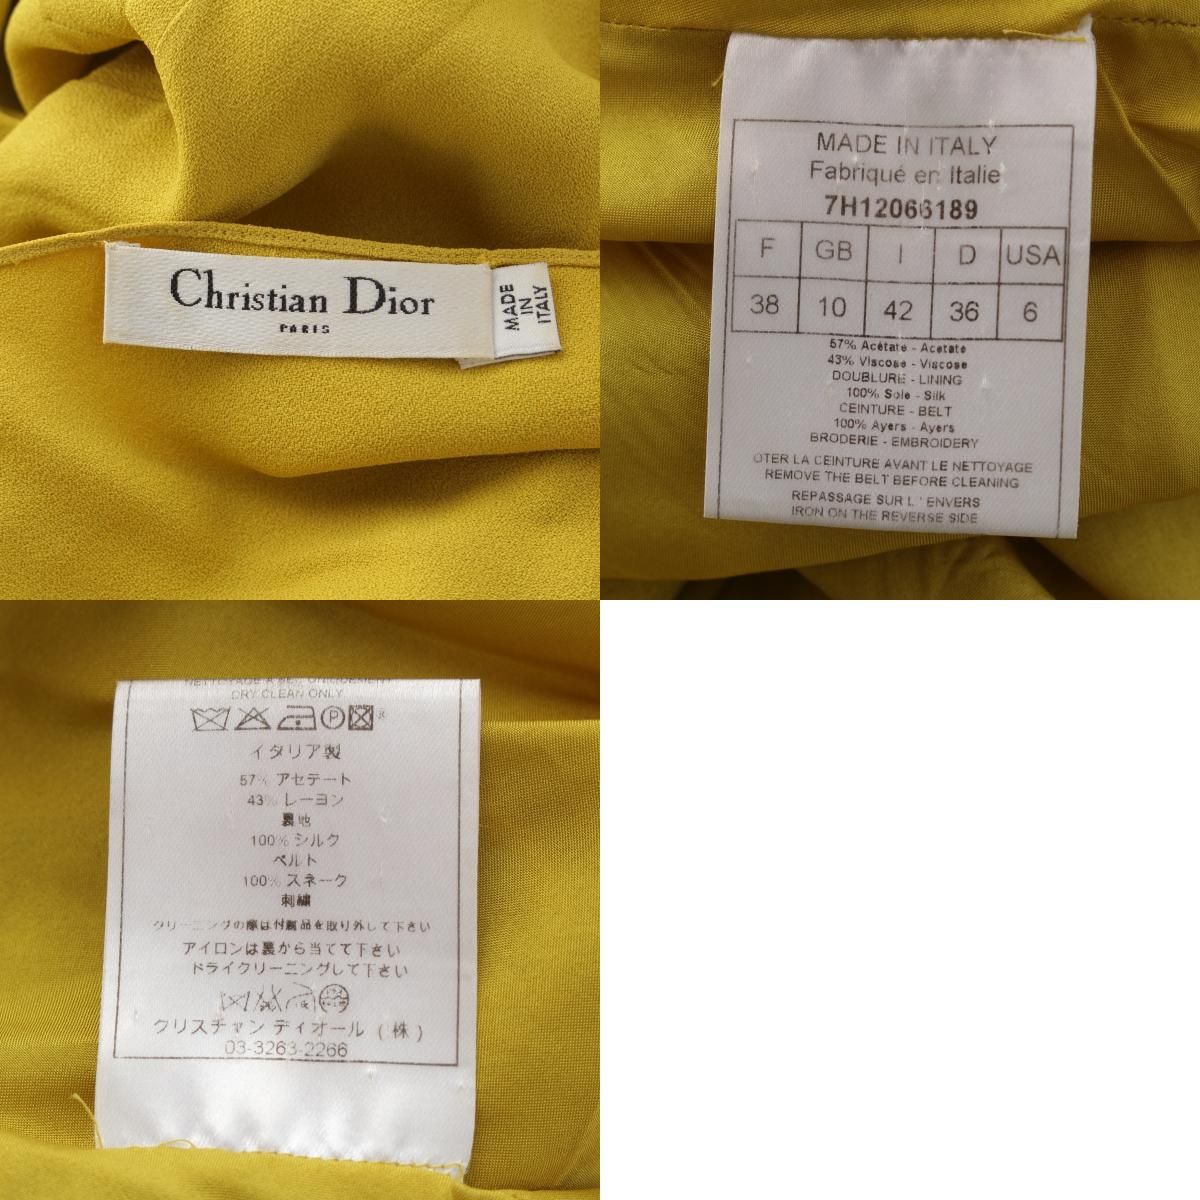 Christian Dior
PARIS
MADE
IN
ITALY
MADE IN ITALY
Fabriqué en Italie
7H12066189
F GB I D USA
38 10 42 36 6
57% Acétate - Acetate
43% Viscose - Viscose
DOUBLURE - LINING
100% Soie - Silk
CEINTURE - BELT
100% Ayers - Ayers
BRODERIE - EMBROIDERY
OTER LA CEINTURE AVANT LE NETTOYAGE
REMOVE THE BELT BEFORE CLEANING
REPASSAGE SUR L ' ENVERS
IRON ON THE REVERSE SIDE
NETTOYAGE A SEC UNIQUEMENT
DRY CLEAN ONLY
P
イタリア製
57% アセテート
43% レーヨン
裏地
100% シルク
ベルト
100% スネーク
刺繍
クリーニングの際は付属品を取り外して下さい
アイロンは裏から当てて下さい
ドライクリーニングして下さい
クリスチャン ディオール (株)
03-3263-2266